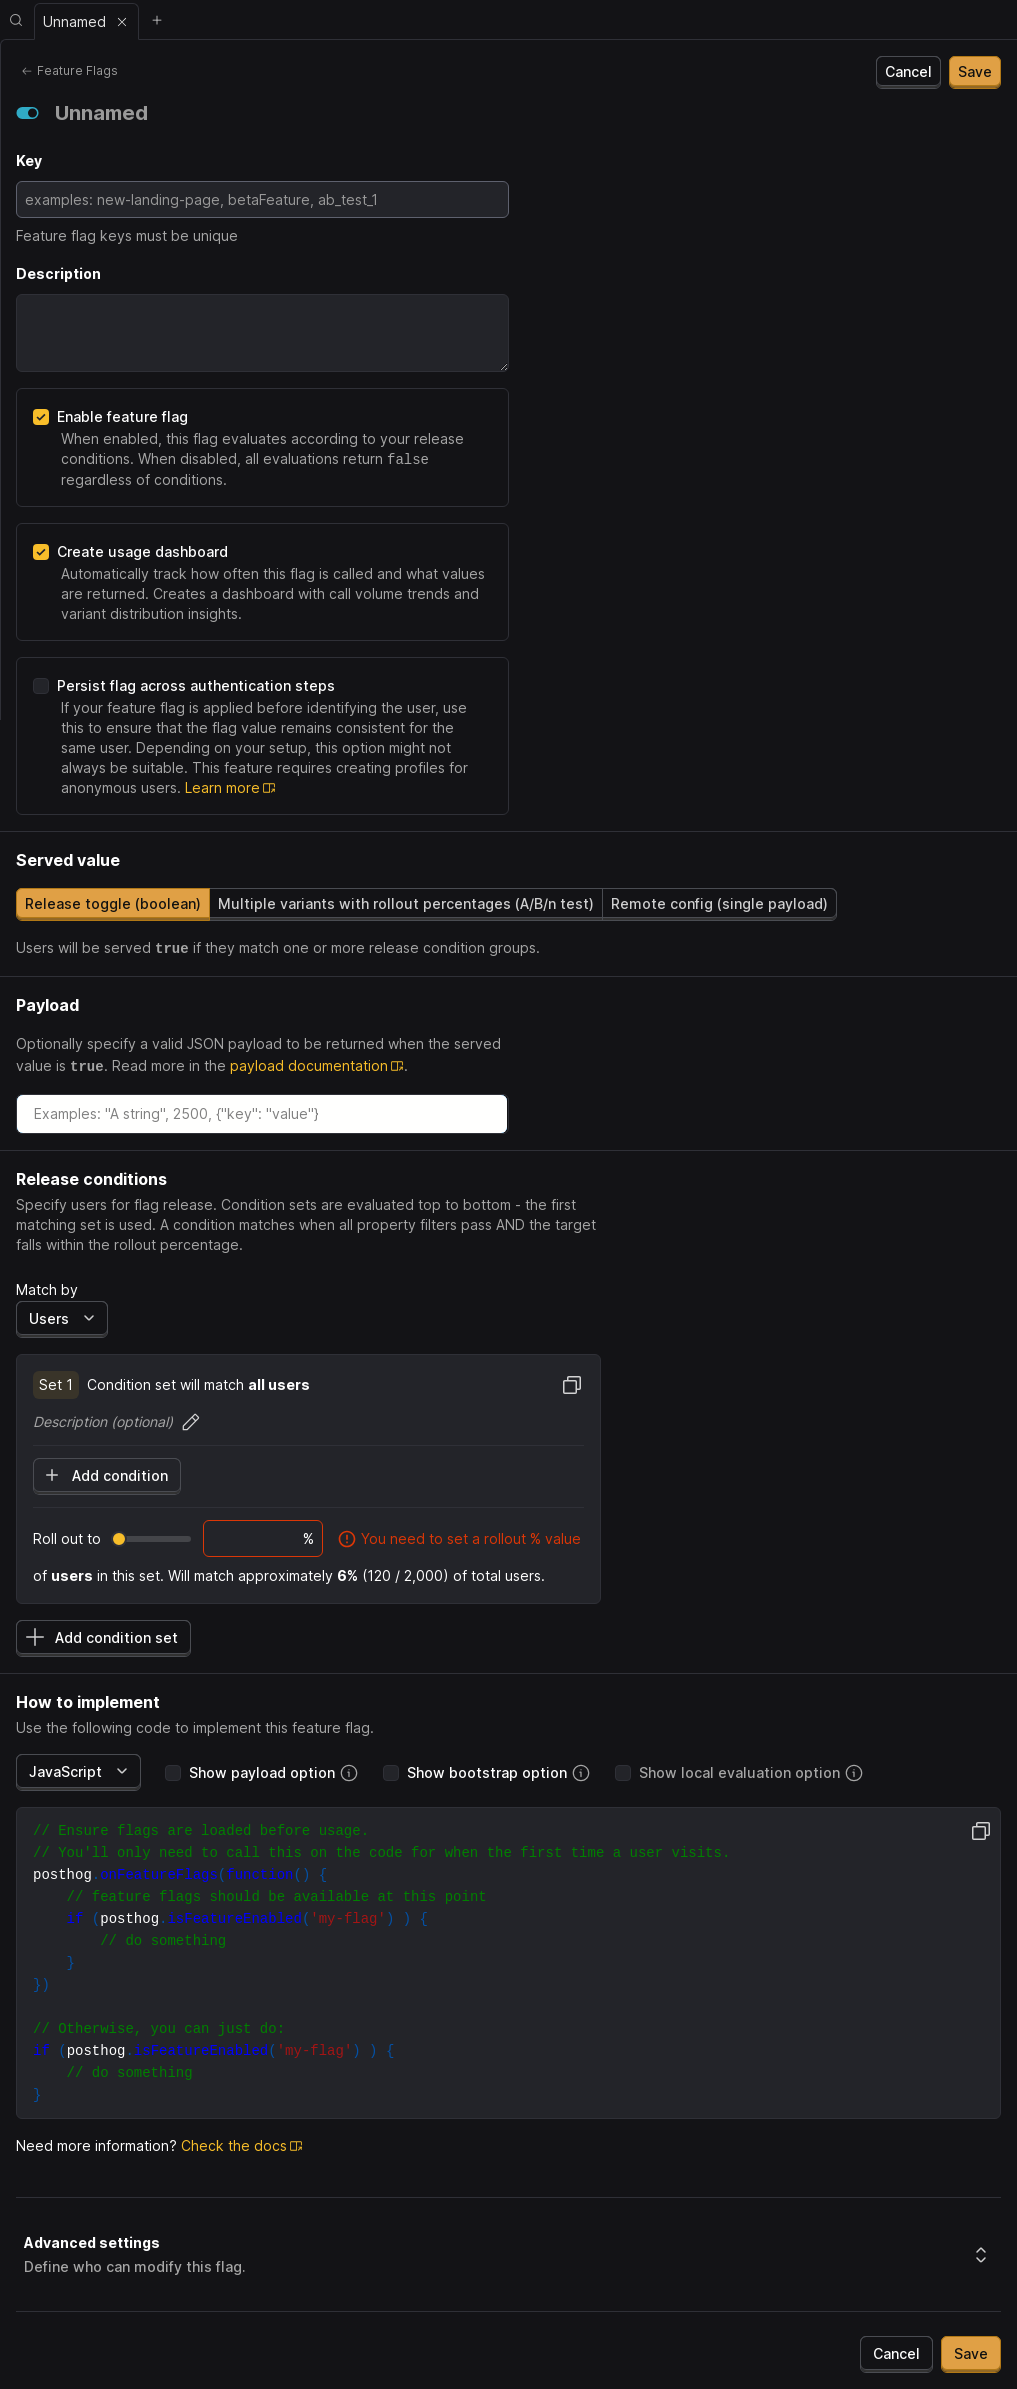 Unnamed
Feature Flags
Cancel
Save
Unnamed
Key
examples: new-landing-page, betaFeature, ab_test_1
Feature flag keys must be unique
Description
Enable feature flag
When enabled, this flag evaluates according to your release
conditions. When disabled, all evaluations return false
regardless of conditions.
Create usage dashboard
Automatically track how often this flag is called and what values
are returned. Creates a dashboard with call volume trends and
variant distribution insights.
Persist flag across authentication steps
If your feature flag is applied before identifying the user, use
this to ensure that the flag value remains consistent for the
same user. Depending on your setup, this option might not
always be suitable. This feature requires creating profiles for
anonymous users. Learn more
Served value
Release toggle (boolean) Multiple variants with rollout percentages (A/B/n test) Remote config (single payload)
Users will be served true if they match one or more release condition groups.
Payload
Optionally specify a valid JSON payload to be returned when the served
value is true. Read more in the payload documentation.
Examples: "A string", 2500, {"key": "value"}
Release conditions
Specify users for flag release. Condition sets are evaluated top to bottom - the first
matching set is used. A condition matches when all property filters pass AND the target
falls within the rollout percentage.
Match by
Users
Set 1 Condition set will match all users
Description (optional)
Add condition
Roll out to % You need to set a rollout % value
of users in this set. Will match approximately 6% (120 / 2,000) of total users.
Add condition set
How to implement
Use the following code to implement this feature flag.
JavaScript Show payload option Show bootstrap option Show local evaluation option
// Ensure flags are loaded before usage.
// You'll only need to call this on the code for when the first time a user visits.
posthog.onFeatureFlags(function() {
    // feature flags should be available at this point
    if (posthog.isFeatureEnabled('my-flag') ) {
        // do something
    }
})
// Otherwise, you can just do:
if (posthog.isFeatureEnabled('my-flag') ) {
    // do something
}
Need more information? Check the docs
Advanced settings
Define who can modify this flag.
Cancel
Save